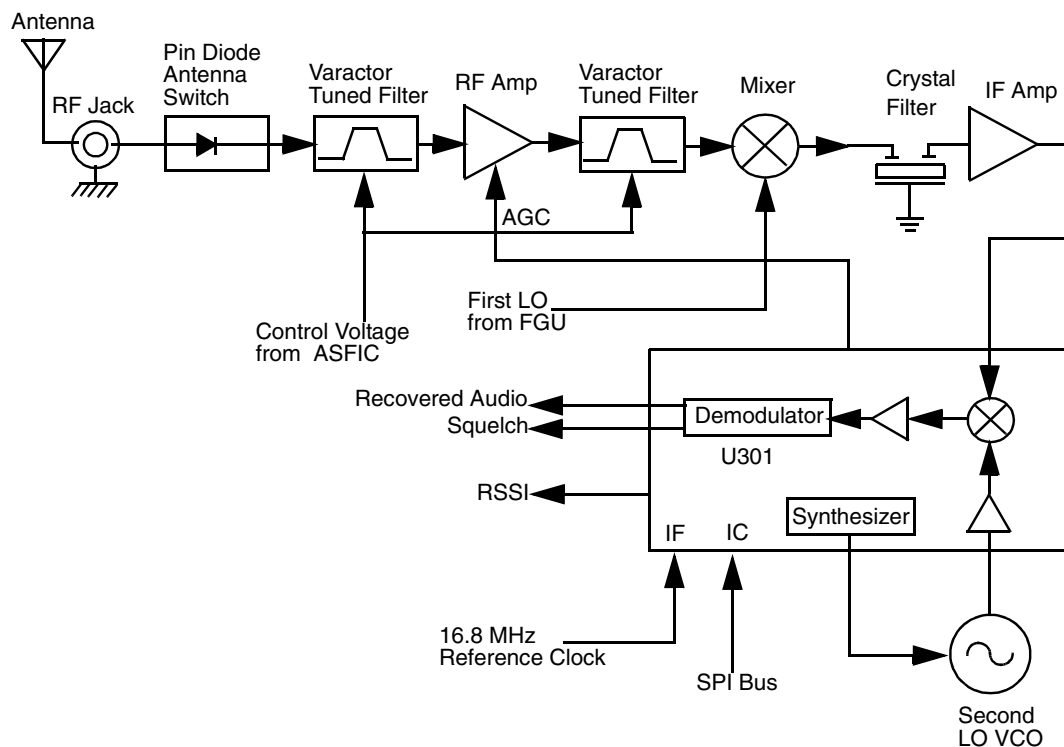 Antenna
RF Jack
Pin Diode
Antenna
Switch
Varactor
Tuned Filter
RF Amp
Varactor
Tuned Filter
Mixer
Crystal
Filter
IF Amp
AGC
First LO
from FGU
Control Voltage
from ASFIC
Recovered Audio
Squelch
Demodulator
U301
RSSI
Synthesizer
IF IC
16.8 MHz
Reference Clock
SPI Bus
Second
LO VCO